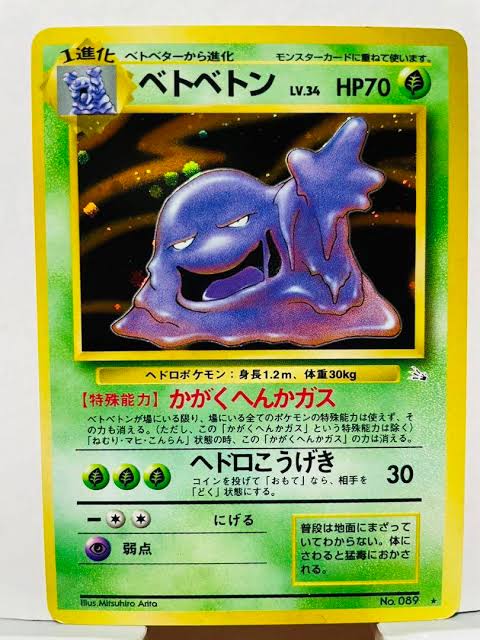 1進化 ベトベターから進化 モンスターカードに重ねて使います。
ベトベトン LV.34 HP70
ヘドロポケモン：身長1.2m、体重30kg
【特殊能力】かがくへんかガス
ベトベトンが場にいる限り、場にいる全てのポケモンの特殊能力は使えず、そ
の力も消える。（ただし、この「かがくへんかガス」という特殊能力は除く）
「ねむり・マヒ・こんらん」状態の時、この「かがくへんかガス」の力は消える。
ヘドロこうげき 30
コインを投げて「おもて」なら、相手を
「どく」状態にする。
にげる
弱点
普段は地面にまざって
いてわからない。体に
さわると猛毒におかさ
れる。
Illus.Mitsuhiro Arita
No.089 ★